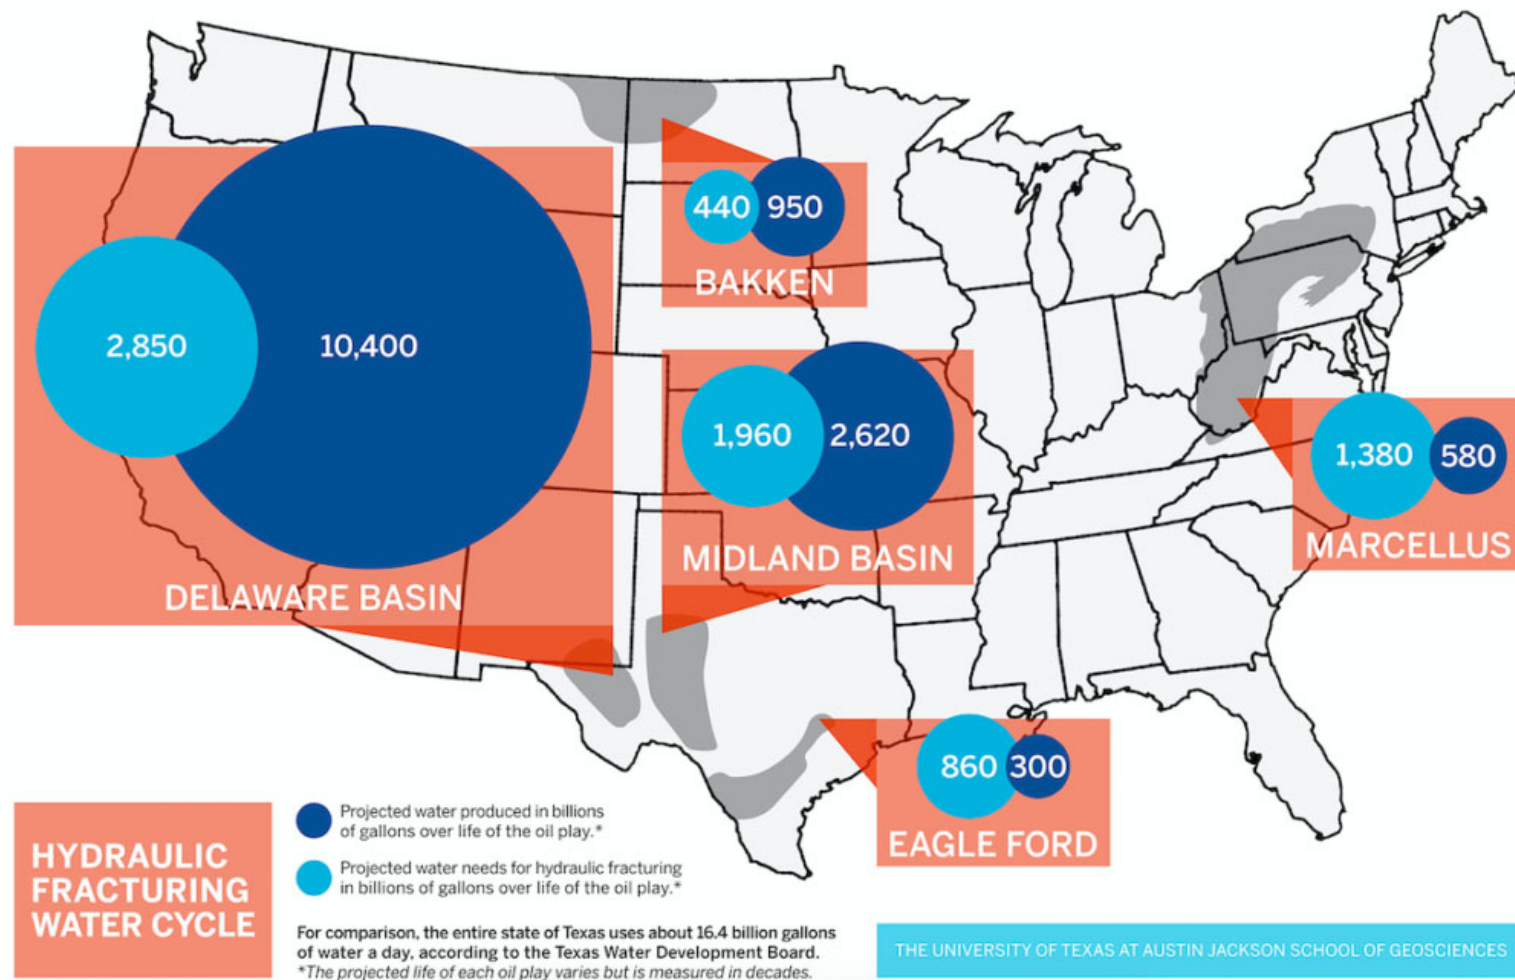 440 950
BAKKEN
2,850 10,400
DELAWARE BASIN
1,960 2,620
MIDLAND BASIN
1,380 580
MARCELLUS
860 300
EAGLE FORD
HYDRAULIC
FRACTURING
WATER CYCLE
Projected water produced in billions
of gallons over life of the oil play.*
Projected water needs for hydraulic fracturing
in billions of gallons over life of the oil play.*
For comparison, the entire state of Texas uses about 16.4 billion gallons
of water a day, according to the Texas Water Development Board.
*The projected life of each oil play varies but is measured in decades.
THE UNIVERSITY OF TEXAS AT AUSTIN JACKSON SCHOOL OF GEOSCIENCES